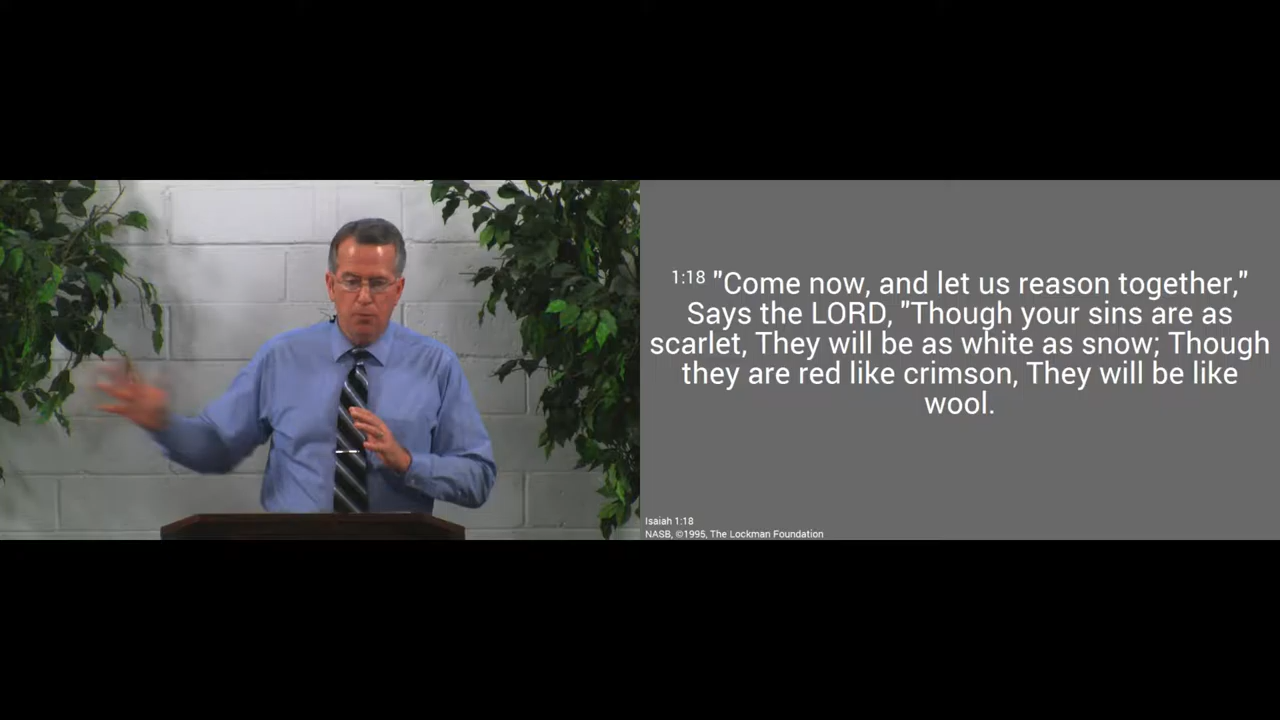 1:18 "Come now, and let us reason together,"
Says the LORD, "Though your sins are as
scarlet, They will be as white as snow; Though
they are red like crimson, They will be like
wool.
Isaiah 1:18
NASB, ©1995, The Lockman Foundation